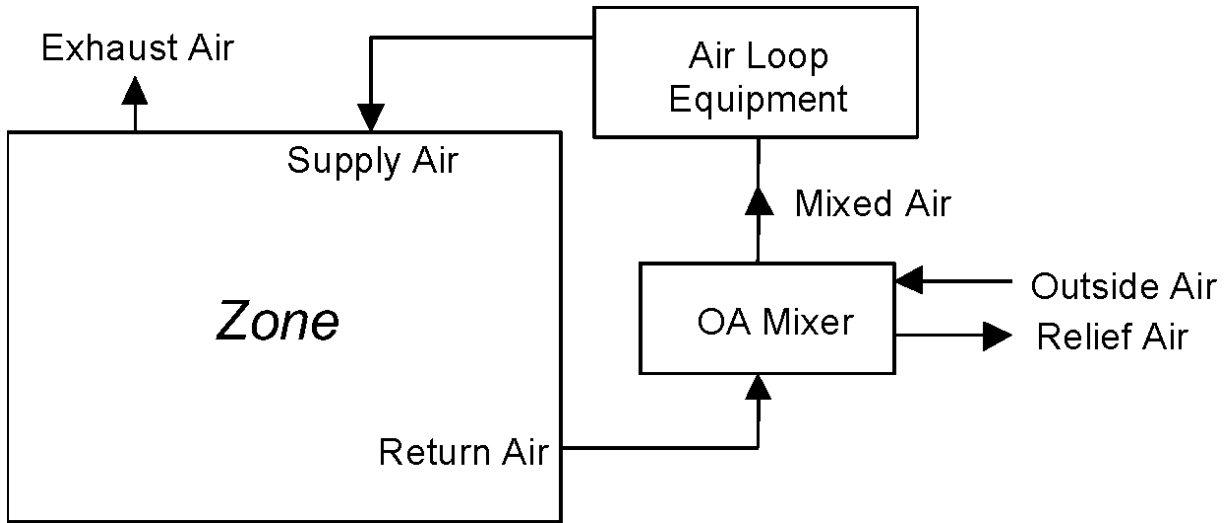 Exhaust Air
Air Loop
Equipment
Supply Air
Mixed Air
Outside Air
Zone
OA Mixer
Relief Air
Return Air